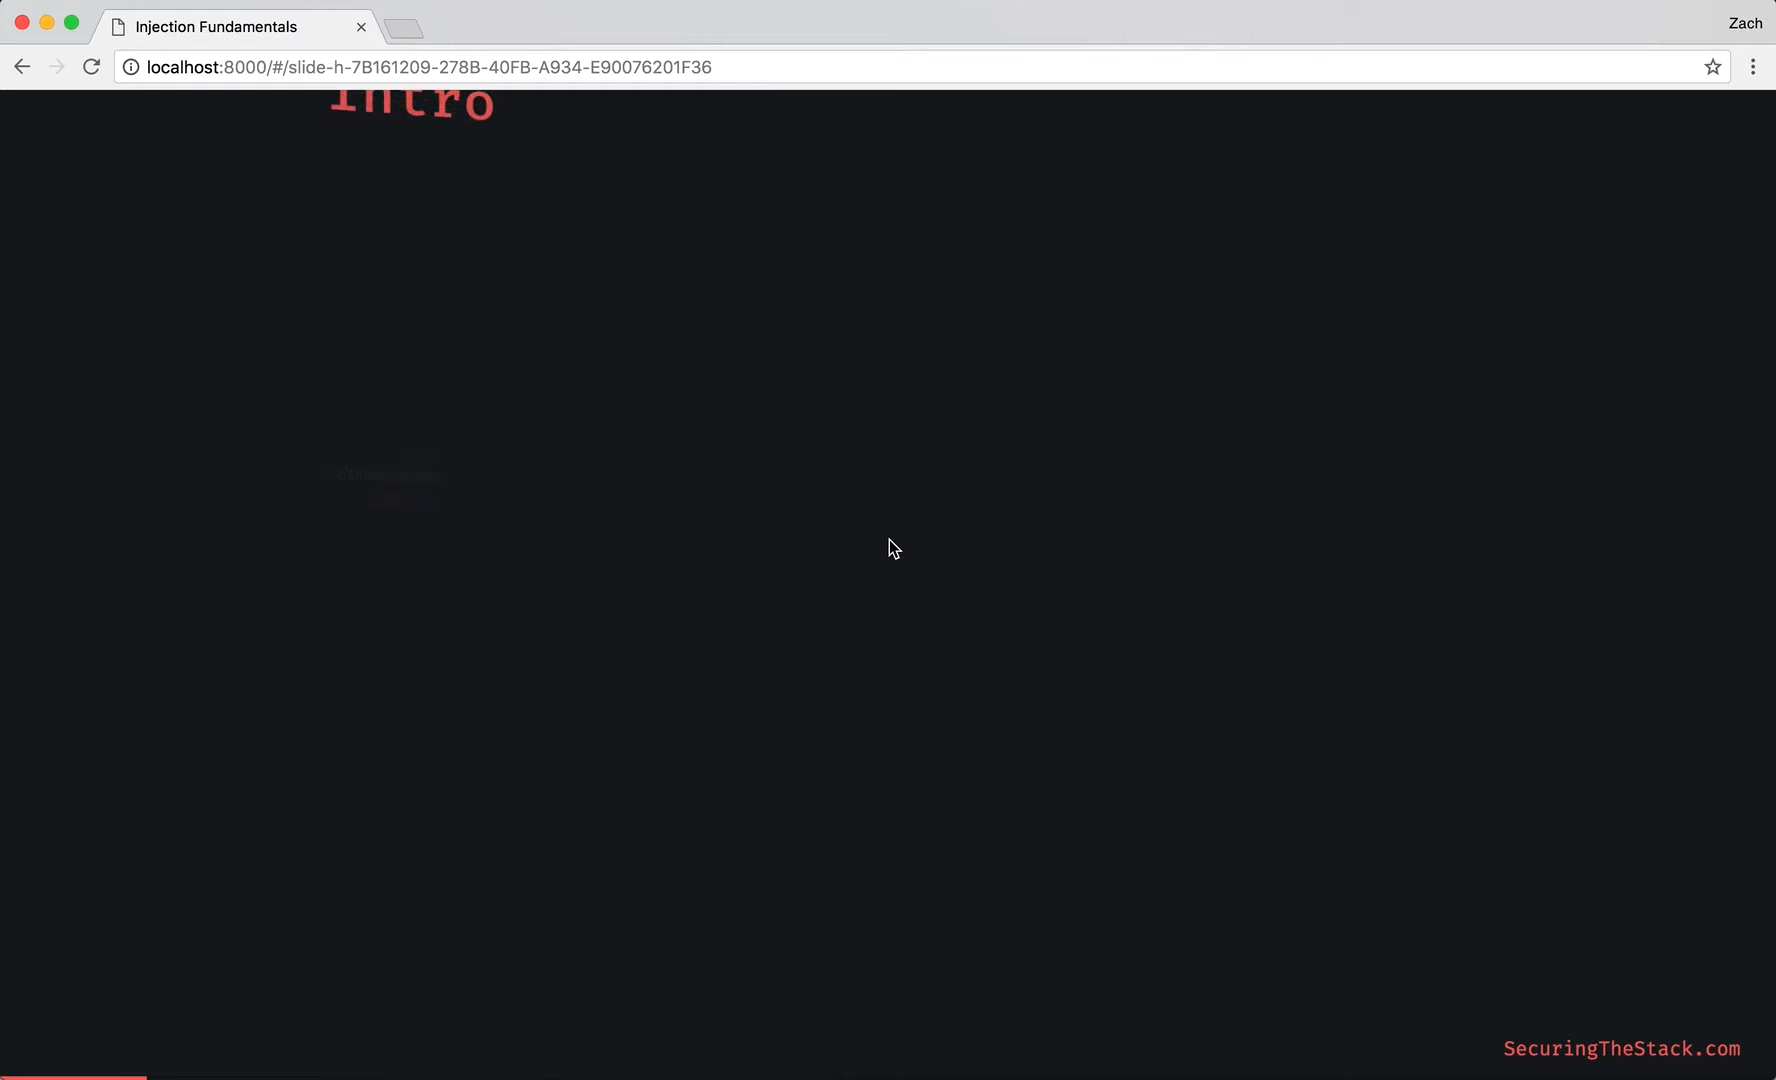 Injection Fundamentals
Zach
localhost:8000/#/slide-h-7B161209-278B-40FB-A934-E90076201F36
Intro
SecuringTheStack.com